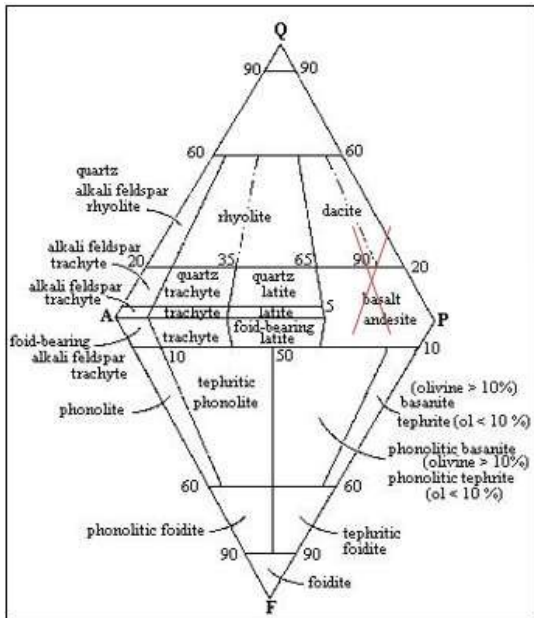 Q
90 90
60 60
quartz
alkali feldspar
rhyolite
rhyolite
dacite
alkali feldspar
trachyte
20 35 65 90 20
quartz
trachyte
quartz
latite
alkali feldspar
trachyte
basalt
andesite
5
A
trachyte
latite
P
foid-bearing
alkali feldspar
trachyte
trachyte
foid-bearing
latite
10 50 10
phonolite
tephritic
phonolite
(olivine > 10%)
basanite
tephrite (ol < 10 %)
phonolitic basanite
(olivine > 10%)
phonolitic tephrite
(ol < 10 %)
60 60
phonolitic foidite
tephritic
foidite
90 90
foidite
F